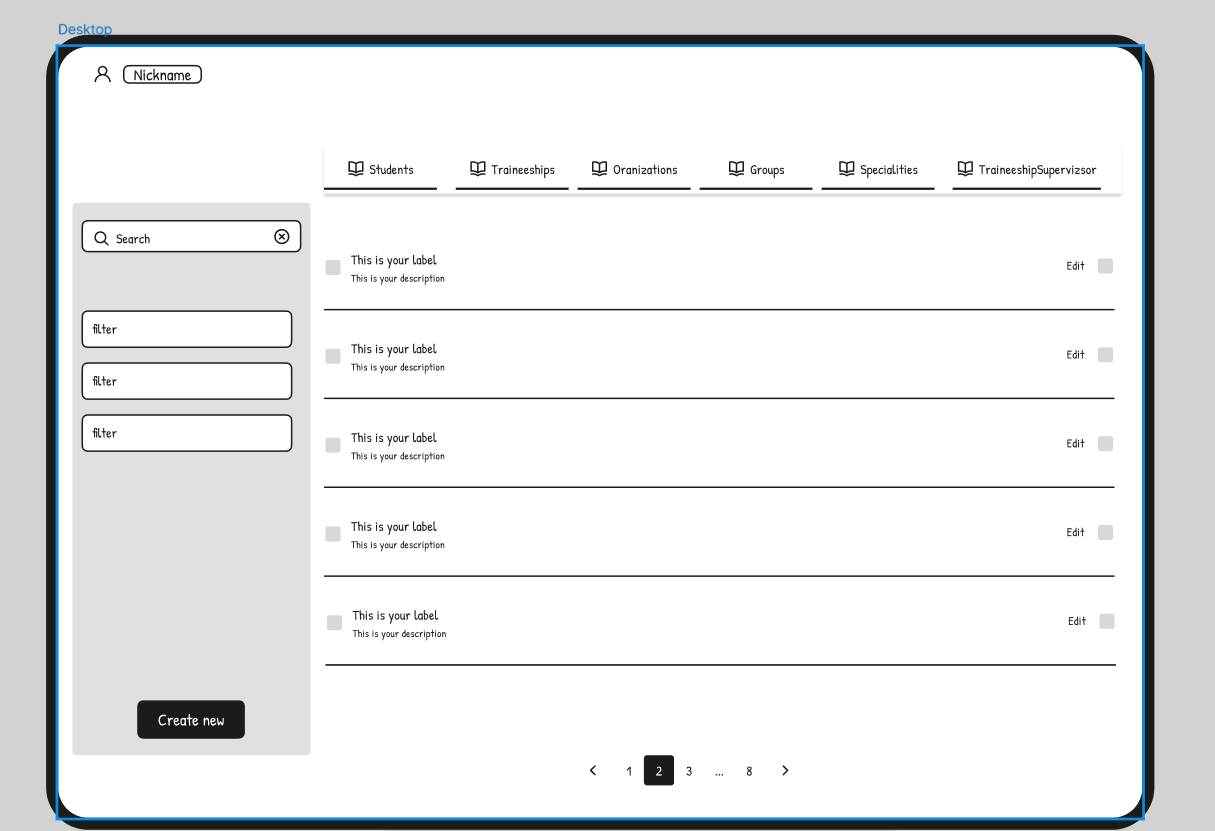 Desktop
Nickname
Students Traineeships Oranizations Groups Specialities TraineeshipSupervizsor
Search
filter
filter
filter
Create new
This is your label
This is your description
Edit
This is your label
This is your description
Edit
This is your label
This is your description
Edit
This is your label
This is your description
Edit
This is your label
This is your description
Edit
1 2 3 ... 8